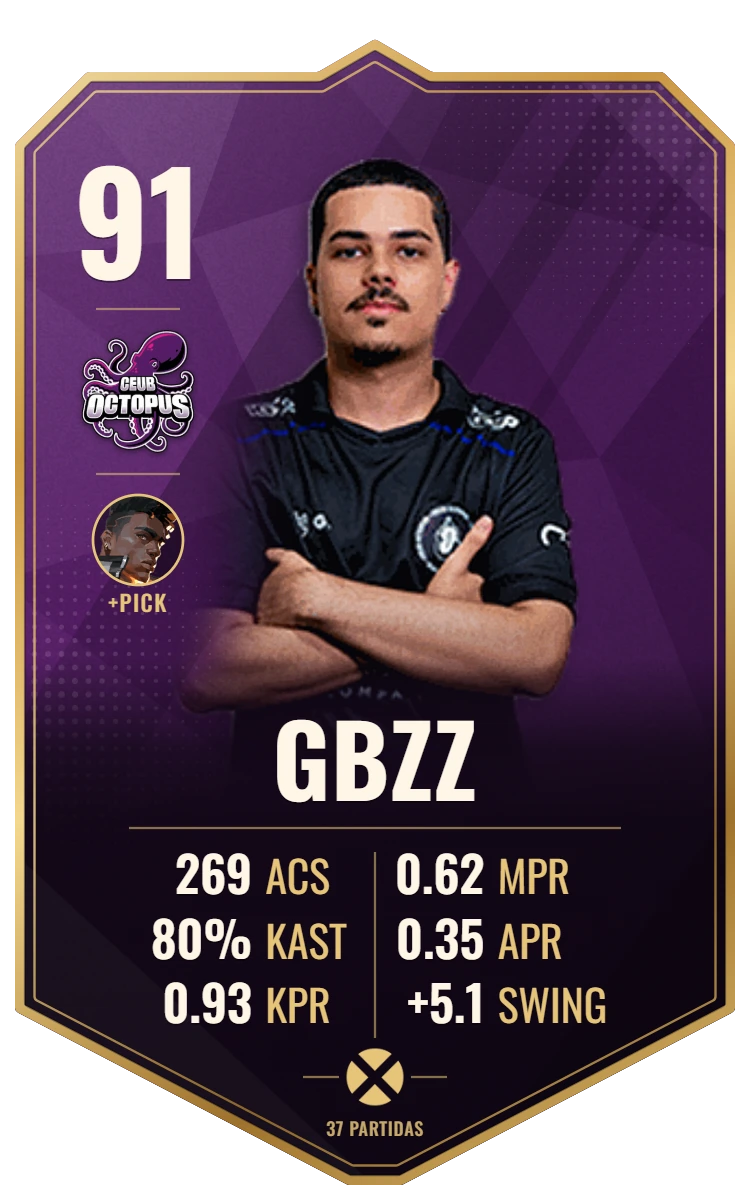 91
CEUB
OCTOPUS
+PICK
GBZZ
269 ACS
80% KAST
0.93 KPR
0.62 MPR
0.35 APR
+5.1 SWING
37 PARTIDAS